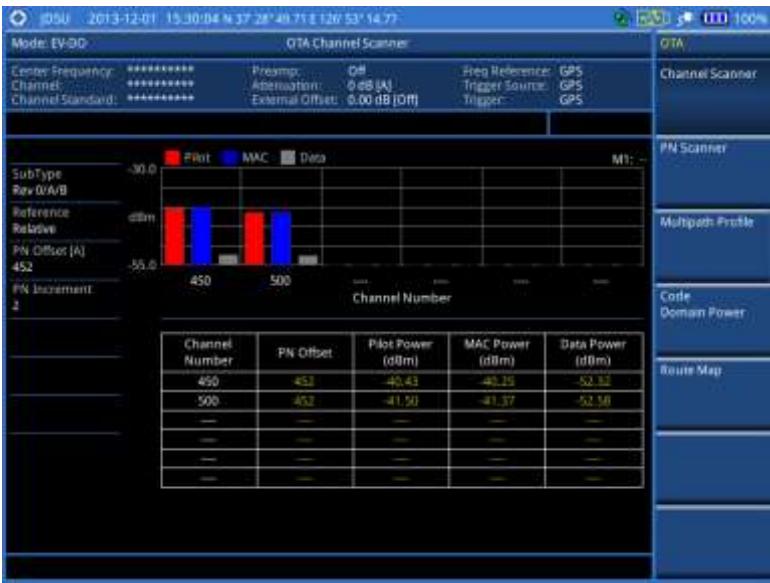 JDSU 2013-12-01 15:30:04 N 37 28' 49.71 E 126 53' 14.77 100%
Mode: EV-DO OTA Channel Scanner OTA
Center Frequency: ********** Preamp: Off Freq Reference: GPS
Channel: ********** Attenuation: 0 dB [A] Trigger Source: GPS
Channel Standard: ********** External Offset: 0.00 dB [Off] Trigger: GPS
Channel Scanner
PN Scanner
Multipath Profile
Code
Domain Power
Route Map
SubType
Rev 0/A/B
Reference
Relative
PN Offset [A]
452
PN Increment
2
Pilot MAC Data M1: --
-30.0
dBm
-55.0
450 500 ---- ---- ---- ----
Channel Number
Channel Number PN Offset Pilot Power (dBm) MAC Power (dBm) Data Power (dBm)
450 452 -40.43 -40.25 -52.32
500 452 -41.50 -41.37 -52.58
---- ---- ---- ---- ----
---- ---- ---- ---- ----
---- ---- ---- ---- ----
---- ---- ---- ---- ----